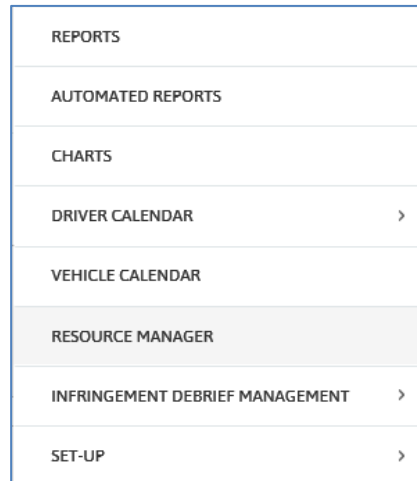 REPORTS
AUTOMATED REPORTS
CHARTS
DRIVER CALENDAR
VEHICLE CALENDAR
RESOURCE MANAGER
INFRINGEMENT DEBRIEF MANAGEMENT
SET-UP